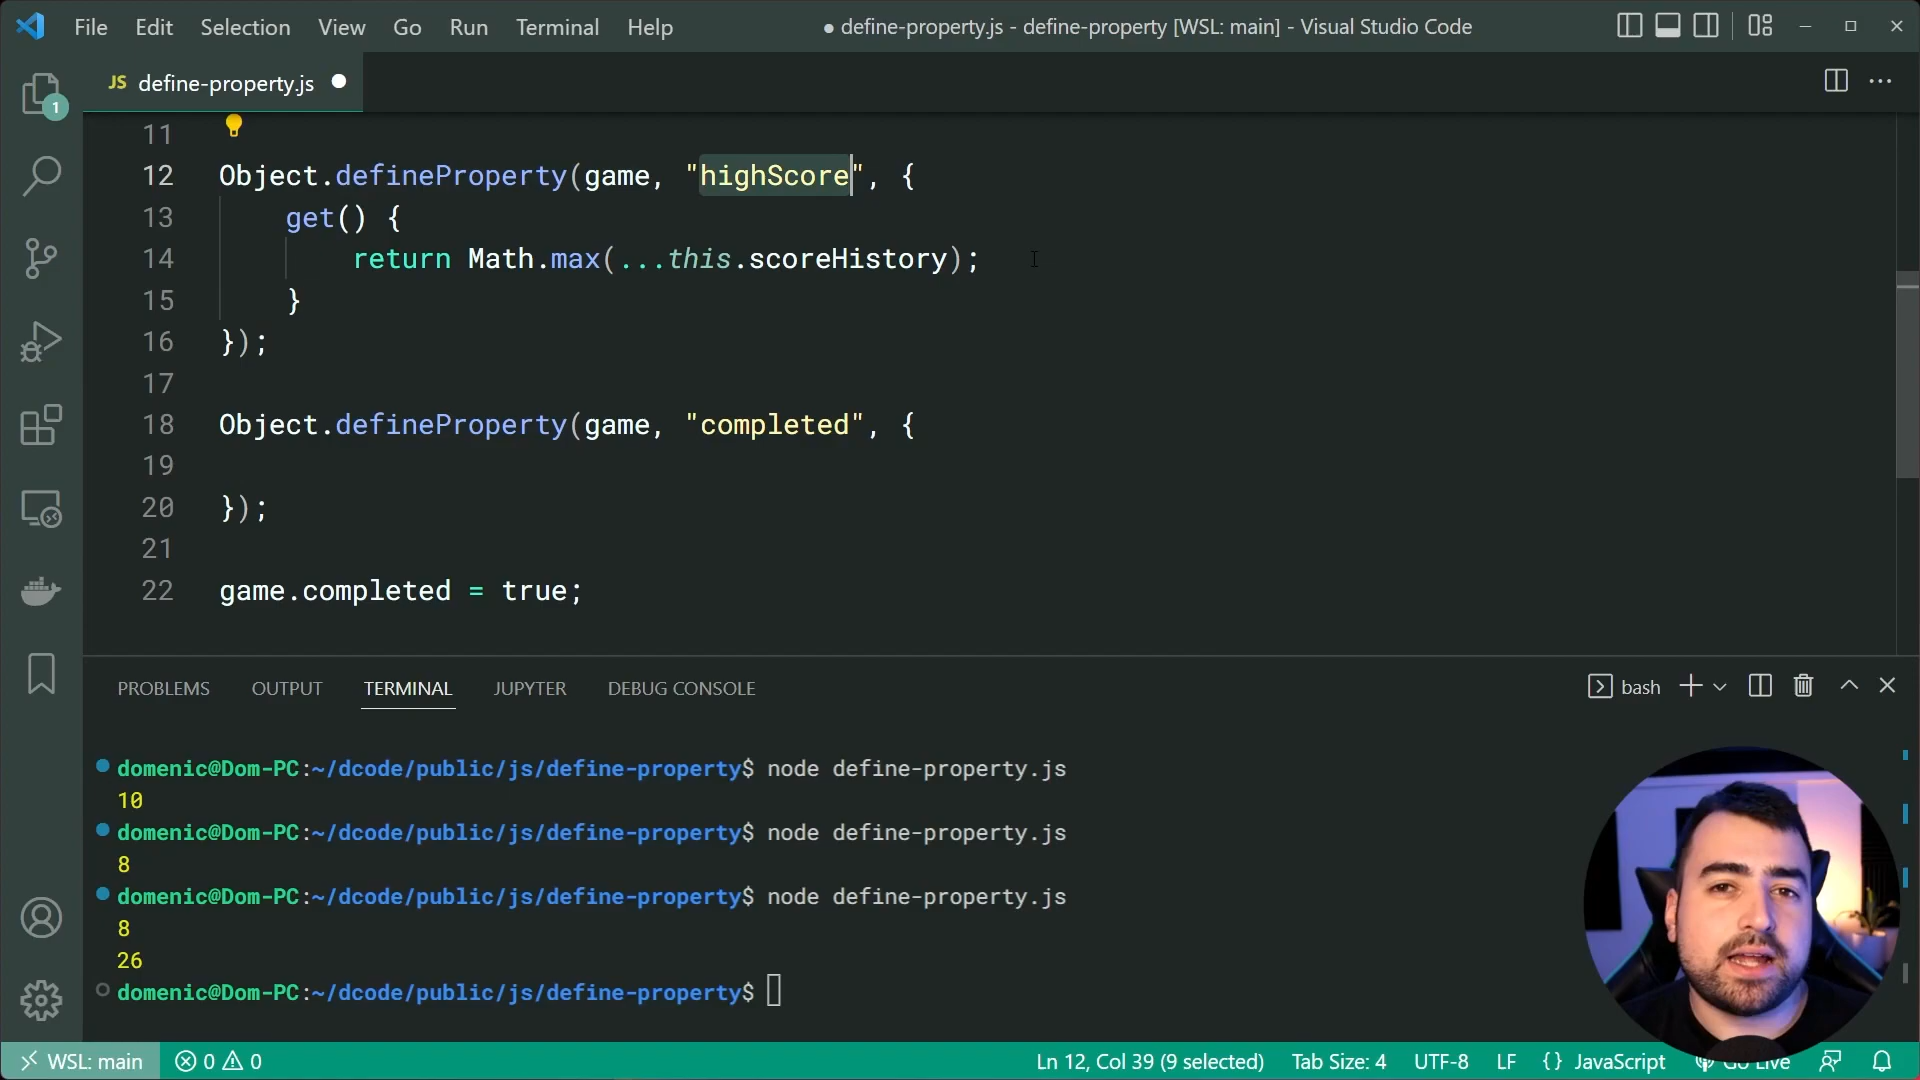 File Edit Selection View Go Run Terminal Help
● define-property.js - define-property [WSL: main] - Visual Studio Code
1
JS define-property.js ●
11
12 Object.defineProperty(game, "highScore", {
13 get() {
14 return Math.max(...this.scoreHistory);
15 }
16 });
17
18 Object.defineProperty(game, "completed", {
19
20 });
21
22 game.completed = true;
PROBLEMS OUTPUT TERMINAL JUPYTER DEBUG CONSOLE
bash
domenic@Dom-PC:~/dcode/public/js/define-property$ node define-property.js
10
domenic@Dom-PC:~/dcode/public/js/define-property$ node define-property.js
8
domenic@Dom-PC:~/dcode/public/js/define-property$ node define-property.js
8
26
domenic@Dom-PC:~/dcode/public/js/define-property$
WSL: main 0 0 Ln 12, Col 39 (9 selected) Tab Size: 4 UTF-8 LF {} JavaScript Go Live